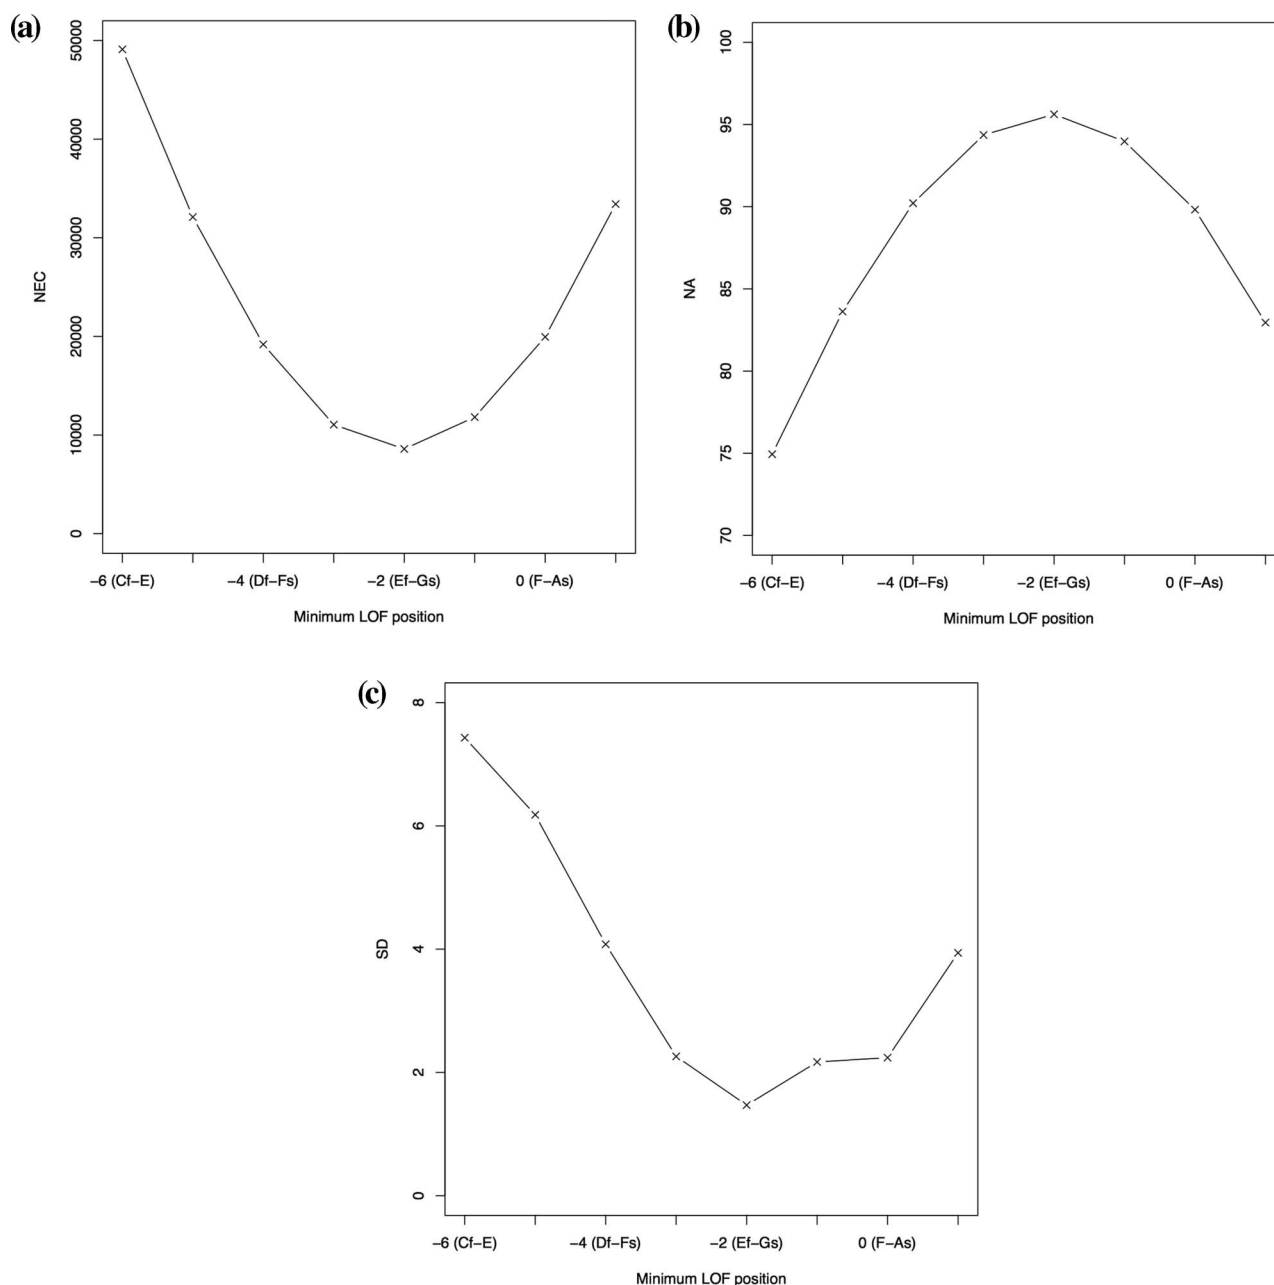 (a)
50000
40000
30000
20000
10000
0
NEC
−6 (Cf−E) −4 (Df−Fs) −2 (Ef−Gs) 0 (F−As)
Minimum LOF position
(b)
100
95
90
85
80
75
70
NA
−6 (Cf−E) −4 (Df−Fs) −2 (Ef−Gs) 0 (F−As)
Minimum LOF position
(c)
8
6
4
2
0
SD
−6 (Cf−E) −4 (Df−Fs) −2 (Ef−Gs) 0 (F−As)
Minimum LOF position